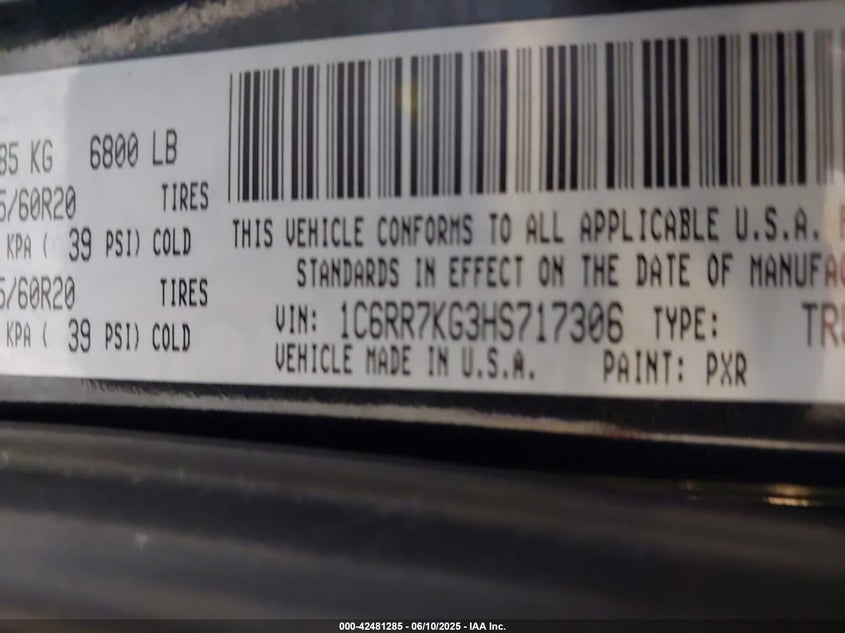 85 KG 6800 LB
5/60R20 TIRES
KPA ( 39 PSI) COLD
5/60R20 TIRES
KPA ( 39 PSI) COLD
THIS VEHICLE CONFORMS TO ALL APPLICABLE U.S.A. F
STANDARDS IN EFFECT ON THE DATE OF MANUFAC
VIN: 1C6RR7KG3HS717306 TYPE: TRU
VEHICLE MADE IN U.S.A. PAINT: PXR
000-42481285 - 06/10/2025 - IAA Inc.